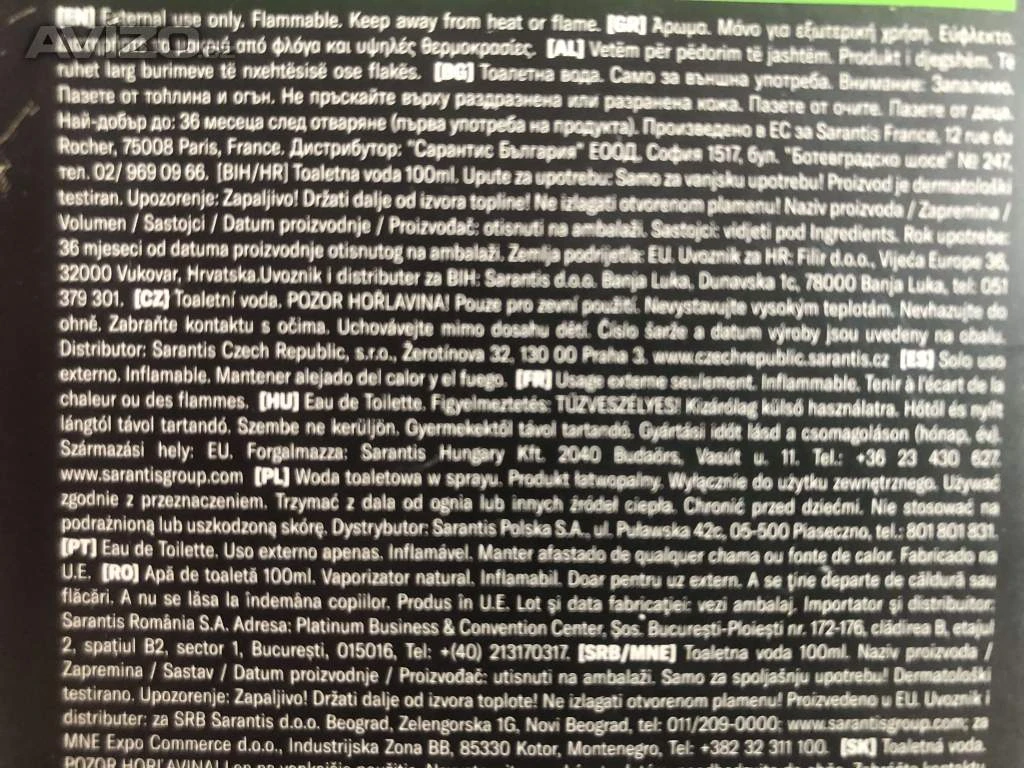 [EN] External use only. Flammable. Keep away from heat or flame. [GR] Άρωμα. Μόνο για εξωτερική χρήση. Εύφλεκτο.
από φλόγα και υψηλές θερμοκρασίες. [AL] Vetëm për përdorim të jashtëm. Produkt i djegshëm. Të
ruhet larg burimeve të nxehtësisë ose flakës. [BG] Тоалетна вода. Само за външна употреба. Внимание: Запалимо.
Пазете от топлина и огън. Не пръскайте върху раздразнена или разранена кожа. Пазете от очите. Пазете от деца.
Най-добър до: 36 месеца след отваряне (първа употреба на продукта). Произведено в ЕС за Sarantis France, 12 rue du
Rocher, 75008 Paris, France. Дистрибутор: "Сарантис България" ЕООД, София 1517, бул. "Ботевградско шосе" № 247,
тел. 02/ 969 09 66. [BIH/HR] Toaletna voda 100ml. Upute za upotrebu: Samo za vanjsku upotrebu! Proizvod je dermatološki
testiran. Upozorenje: Zapaljivo! Držati dalje od izvora topline! Ne izlagati otvorenom plamenu! Naziv proizvoda / Zapremina /
Volumen / Sastojci / Datum proizvodnje / Proizvođač: otisnuti na ambalaži. Sastojci: vidjeti pod Ingredients. Rok upotrebe:
36 mjeseci od datuma proizvodnje otisnutog na ambalaži. Zemlja podrijetla: EU. Uvoznik za HR: Filir d.o.o., Vijeća Europe 36,
32000 Vukovar, Hrvatska.Uvoznik i distributer za BIH: Sarantis d.o.o. Banja Luka, Dunavska 1c, 78000 Banja Luka, tel: 051
379 301. [CZ] Toaletní voda. POZOR HOŘLAVINA! Pouze pro zevní použití. Nevystavujte vysokým teplotám. Nevhazujte do
ohně. Zabraňte kontaktu s očima. Uchovávejte mimo dosahu dětí. Číslo šarže a datum výroby jsou uvedeny na obalu.
Distributor: Sarantis Czech Republic, s.r.o., Žerotínova 32, 130 00 Praha 3, www.czechrepublic.sarantis.cz [ES] Solo uso
externo. Inflamable. Mantener alejado del calor y el fuego. [FR] Usage externe seulement. Inflammable. Tenir à l'écart de la
chaleur ou des flammes. [HU] Eau de Toilette. Figyelmeztetés: TŰZVESZÉLYES! Kizárólag külső használatra. Hőtől és nyílt
lángtól távol tartandó. Szembe ne kerüljön. Gyermekektől távol tartandó. Gyártási időt lásd a csomagoláson (hónap, év).
Származási hely: EU. Forgalmazza: Sarantis Hungary Kft. 2040 Budaörs, Vasút u. 11. Tel.: +36 23 430 627.
www.sarantisgroup.com [PL] Woda toaletowa w sprayu. Produkt łatwopalny. Wyłącznie do użytku zewnętrznego. Używać
zgodnie z przeznaczeniem. Trzymać z dala od ognia lub innych źródeł ciepła. Chronić przed dziećmi. Nie stosować na
podrażnioną lub uszkodzoną skórę. Dystrybutor: Sarantis Polska S.A., ul. Puławska 42c, 05-500 Piaseczno, tel.: 801 801 831.
[PT] Eau de Toilette. Uso externo apenas. Inflamável. Manter afastado de qualquer chama ou fonte de calor. Fabricado na
U.E. [RO] Apă de toaletă 100ml. Vaporizator natural. Inflamabil. Doar pentru uz extern. A se ţine departe de căldură sau
flăcări. A nu se lăsa la îndemâna copiilor. Produs în U.E. Lot şi data fabricaţiei: vezi ambalaj. Importator şi distribuitor:
Sarantis România S.A. Adresa: Platinum Business & Convention Center, Sos. Bucureşti-Ploieşti nr. 172-176, clădirea B, etajul
2, spaţiul B2, sector 1, Bucureşti, 015016, Tel: +(40) 213170317. [SRB/MNE] Toaletna voda 100ml. Naziv proizvoda /
Zapremina / Sastav / Datum proizvodnje / Proizvođač: utisnuti na ambalaži. Samo za spoljašnju upotrebu! Dermatološki
testirano. Upozorenje: Zapaljivo! Držati dalje od izvora toplote! Ne izlagati otvorenom plamenu! Proizvedeno u EU. Uvoznik i
distributer: za SRB Sarantis d.o.o. Beograd, Zelengorska 1G, Novi Beograd, tel: 011/209-0000; www.sarantisgroup.com; za
MNE Expo Commerce d.o.o., Industrijska Zona BB, 85330 Kotor, Montenegro, Tel: +382 32 311 100. [SK] Toaletná voda.
POZOR HORĽAVINA!